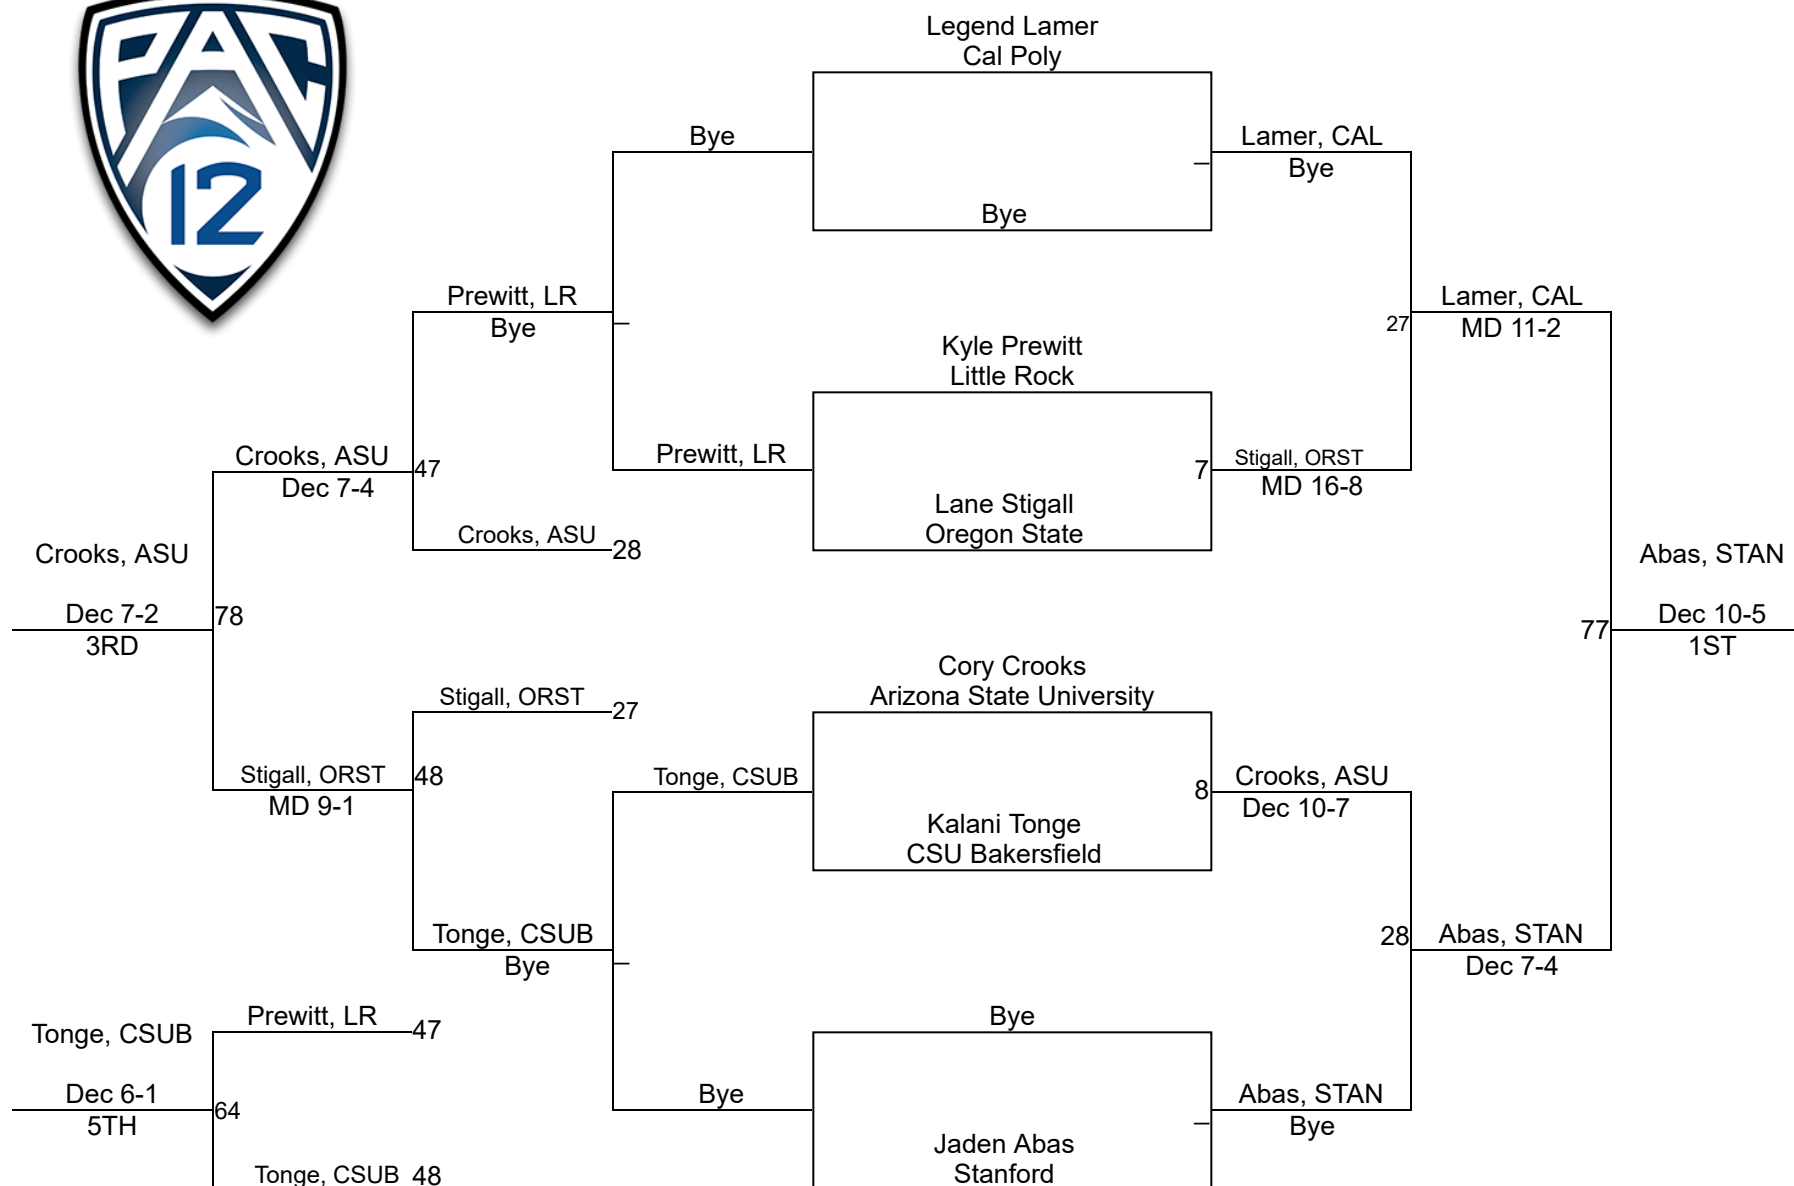 PAC
12
Legend Lamer
Cal Poly
Bye
Lamer, CAL
Bye
Bye
Prewitt, LR
Bye
Lamer, CAL
27
MD 11-2
Kyle Prewitt
Little Rock
Prewitt, LR
7
Stigall, ORST
MD 16-8
Crooks, ASU
47
Dec 7-4
Lane Stigall
Oregon State
Crooks, ASU
28
Crooks, ASU
Abas, STAN
Dec 7-2
78
3RD
77
Dec 10-5
1ST
Cory Crooks
Arizona State University
Stigall, ORST
27
Stigall, ORST
48
MD 9-1
Tonge, CSUB
8
Crooks, ASU
Dec 10-7
Kalani Tonge
CSU Bakersfield
Tonge, CSUB
Bye
28
Abas, STAN
Dec 7-4
Prewitt, LR
47
Bye
Tonge, CSUB
Dec 6-1
64
5TH
Bye
Abas, STAN
Bye
Jaden Abas
Stanford
Tonge, CSUB
48